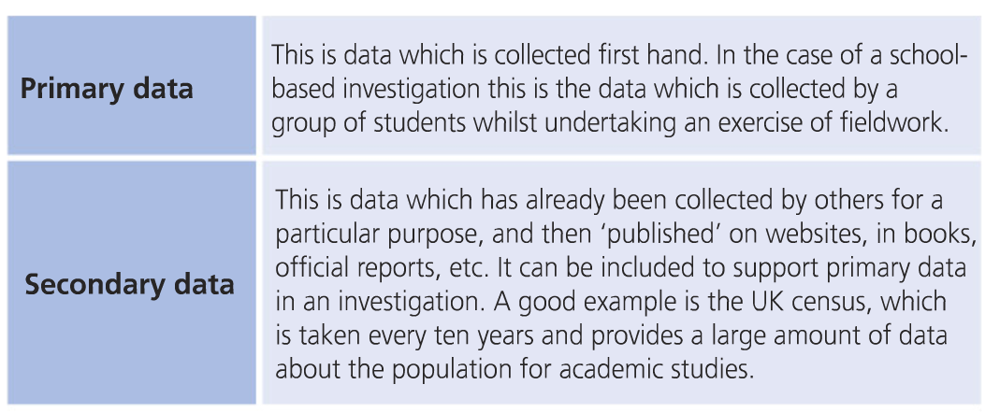 Primary data
This is data which is collected first hand. In the case of a school-
based investigation this is the data which is collected by a
group of students whilst undertaking an exercise of fieldwork.
Secondary data
This is data which has already been collected by others for a
particular purpose, and then ‘published’ on websites, in books,
official reports, etc. It can be included to support primary data
in an investigation. A good example is the UK census, which
is taken every ten years and provides a large amount of data
about the population for academic studies.